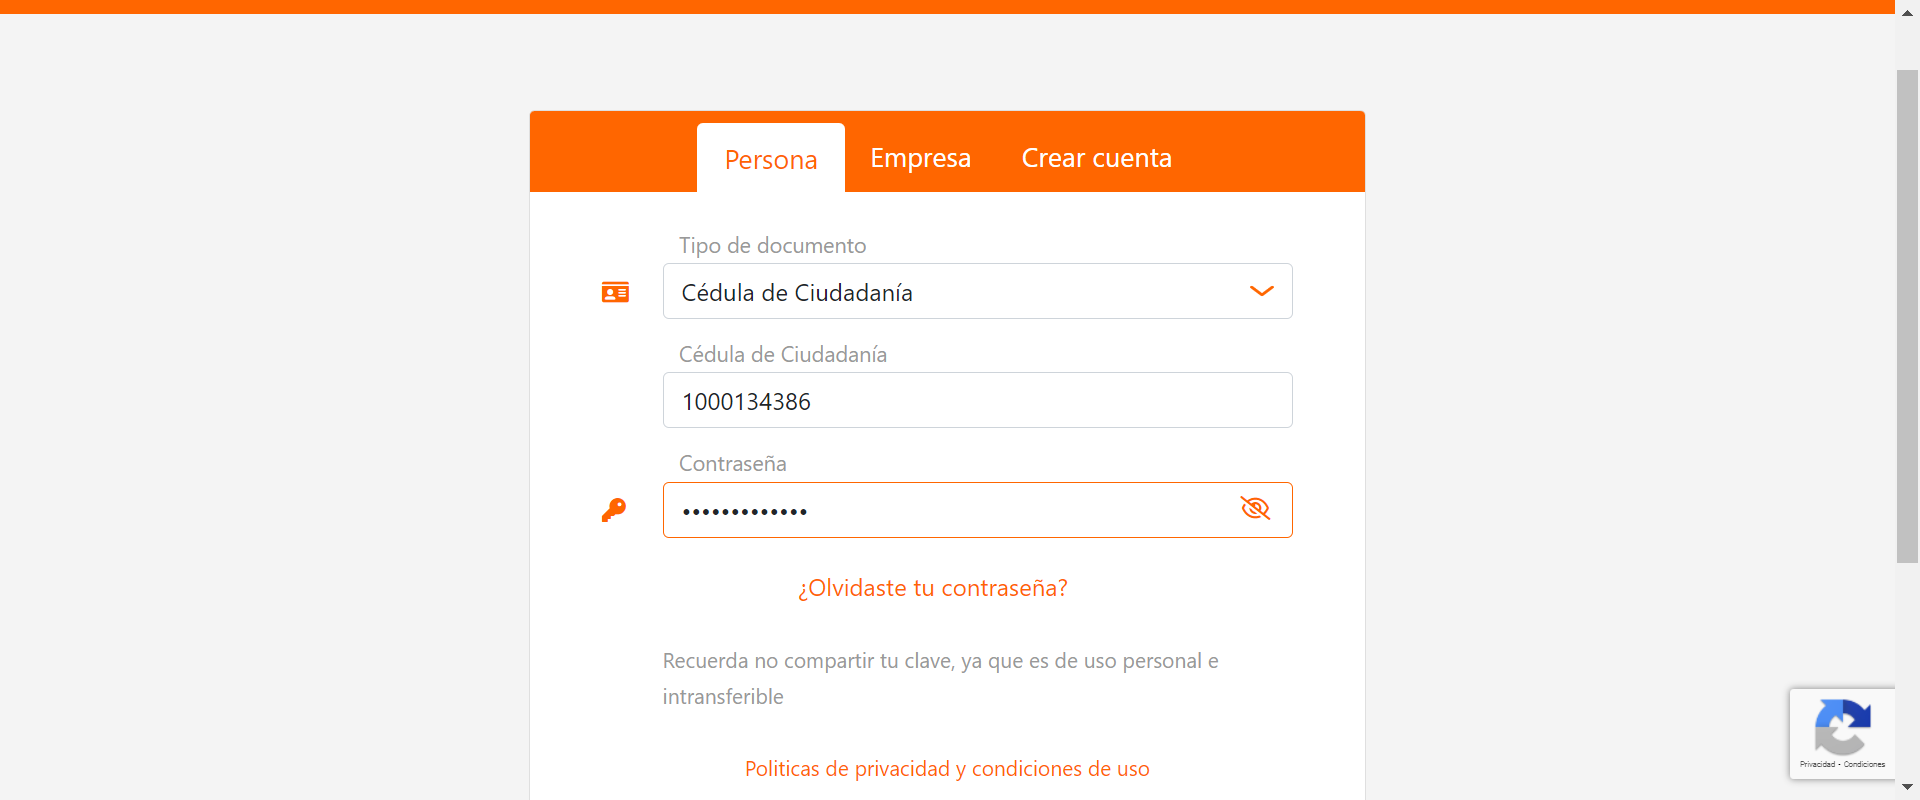 Persona Empresa Crear cuenta
Tipo de documento
Cédula de Ciudadanía
Cédula de Ciudadanía
1000134386
Contraseña
•••••••••••••
¿Olvidaste tu contraseña?
Recuerda no compartir tu clave, ya que es de uso personal e
intransferible
Politicas de privacidad y condiciones de uso
Privacidad - Condiciones